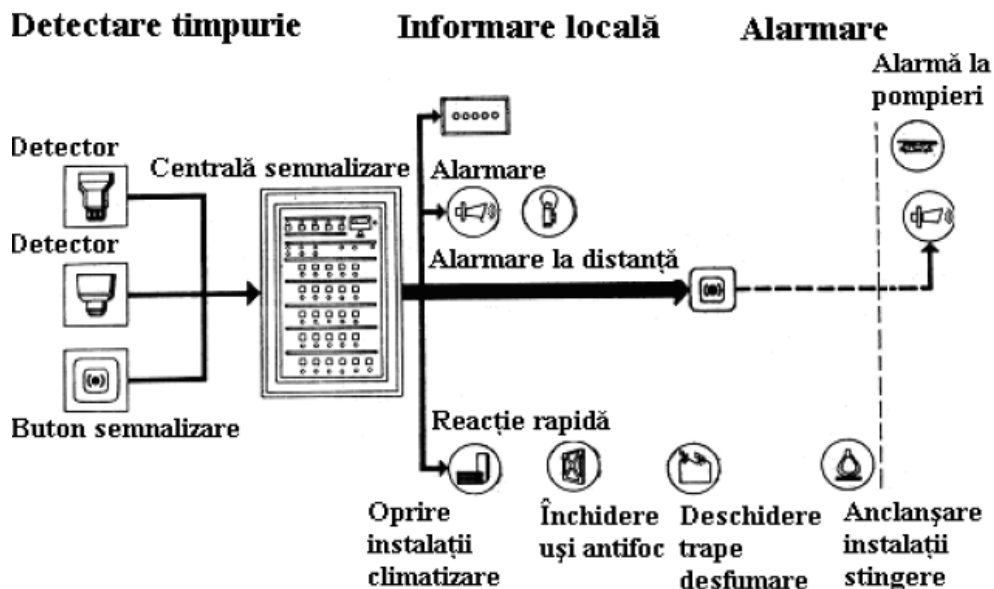 Detectare timpurie
Informare locală
Alarmare
Alarmă la
pompieri
Detector
Centrală semnalizare
Alarmare
Detector
Alarmare la distanță
Buton semnalizare
Reacție rapidă
Oprire
instalații
climatizare
Închidere
uși antifoc
Deschidere
trape
desfumare
Anclanșare
instalații
stingere